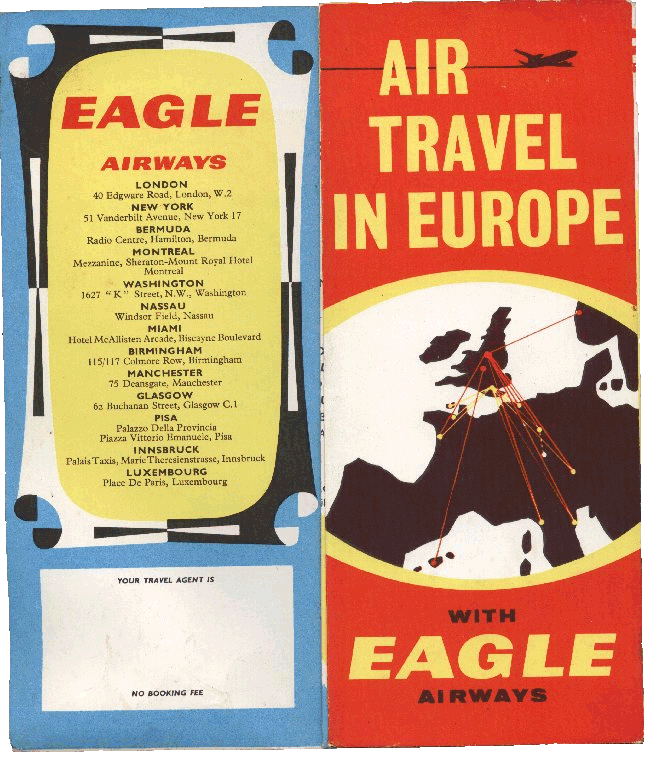 EAGLE
AIRWAYS
LONDON
40 Edgware Road, London, W.2
NEW YORK
51 Vanderbilt Avenue, New York 17
BERMUDA
Radio Centre, Hamilton, Bermuda
MONTREAL
Mezzanine, Sheraton-Mount Royal Hotel
Montreal
WASHINGTON
1627 "K" Street, N.W., Washington
NASSAU
Windsor Field, Nassau
MIAMI
Hotel McAllister Arcade, Biscayne Boulevard
BIRMINGHAM
115/117 Colmore Row, Birmingham
MANCHESTER
75 Deansgate, Manchester
GLASGOW
62 Buchanan Street, Glasgow C.1
PISA
Palazzo Della Provincia
Piazza Vittorio Emanuele, Pisa
INNSBRUCK
Palais Taxis, Marie Theresienstrasse, Innsbruck
LUXEMBOURG
Place De Paris, Luxembourg
YOUR TRAVEL AGENT IS
NO BOOKING FEE
AIR
TRAVEL
IN EUROPE
WITH
EAGLE
AIRWAYS